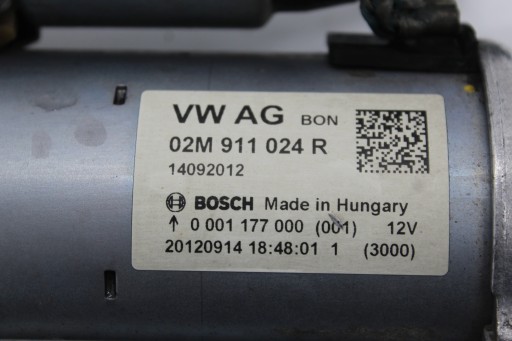 VW AG BON
02M 911 024 R
14092012
BOSCH Made in Hungary
↑ 0 001 177 000 (001) 12V
20120914 18:48:01 1 (3000)